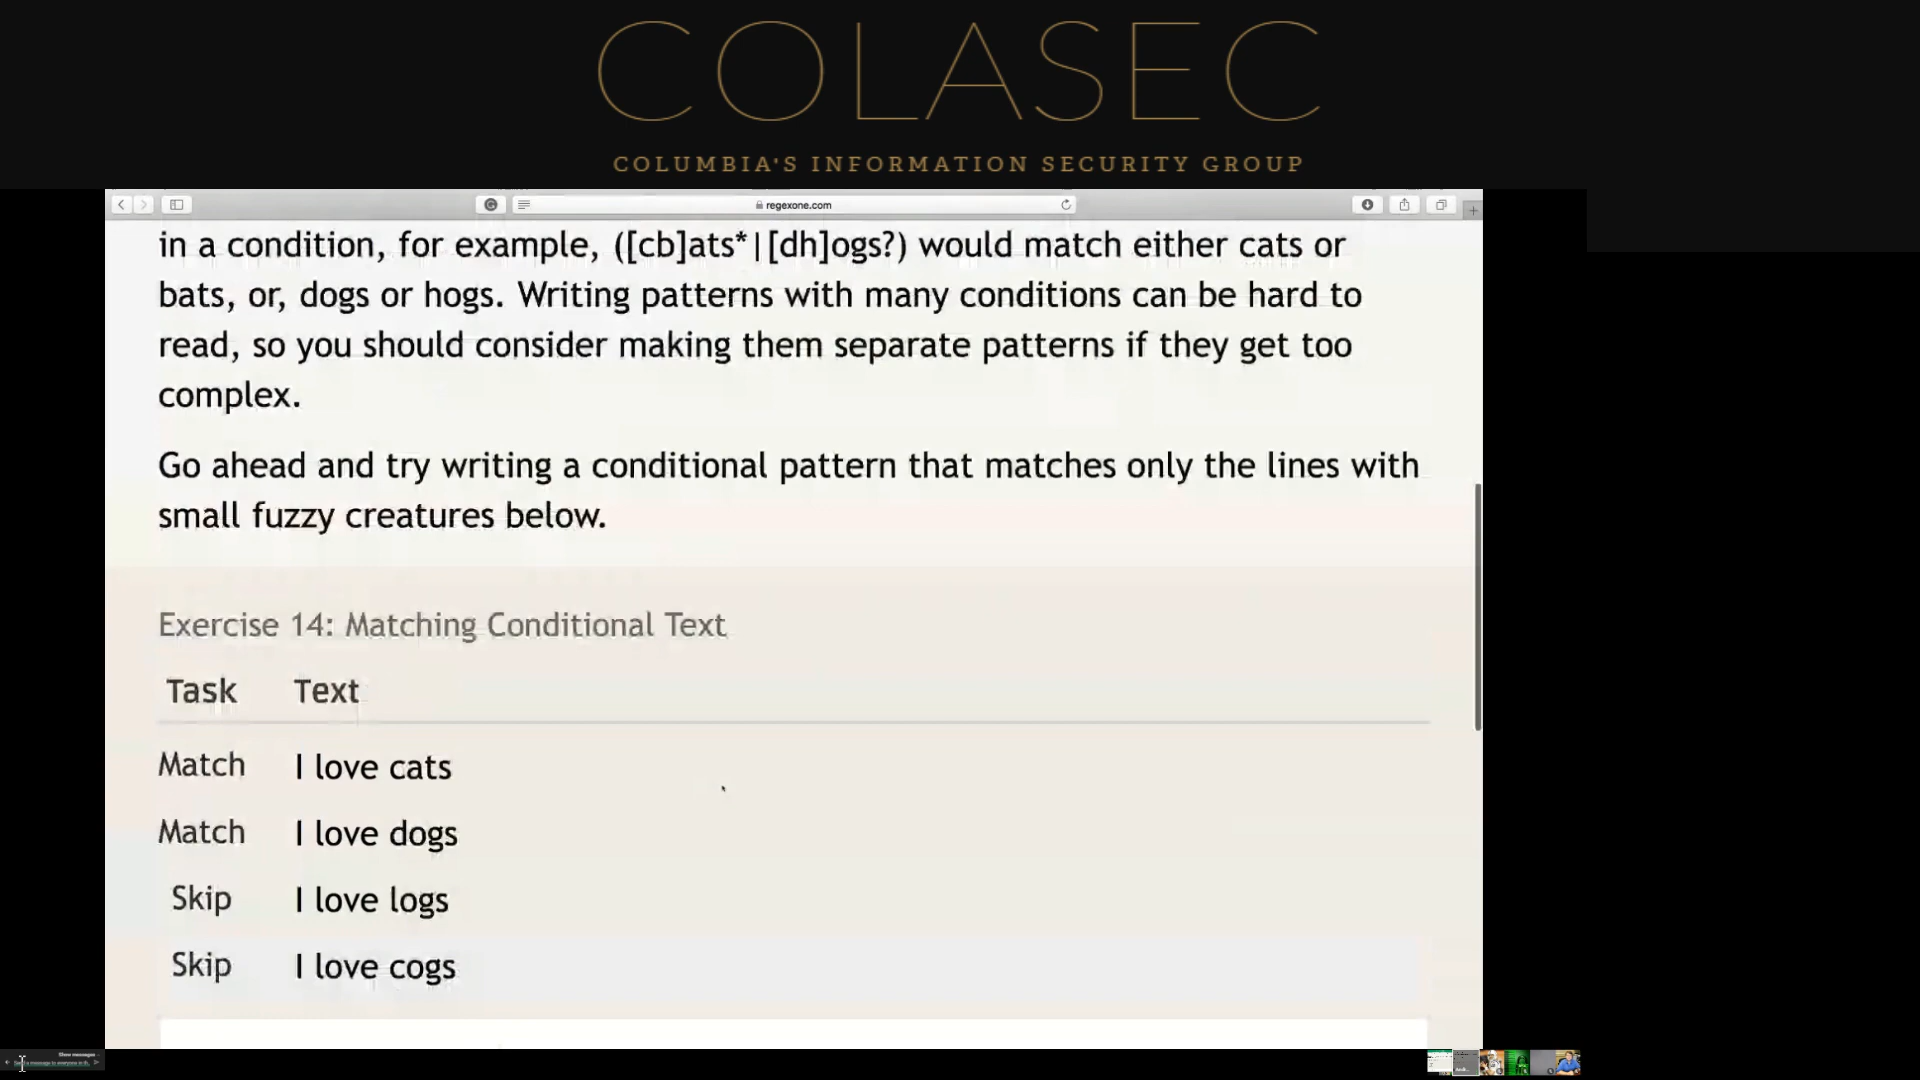 COLASEC
COLUMBIA'S INFORMATION SECURITY GROUP
regexone.com
in a condition, for example, ([cb]ats*|[dh]ogs?) would match either cats or
bats, or, dogs or hogs. Writing patterns with many conditions can be hard to
read, so you should consider making them separate patterns if they get too
complex.
Go ahead and try writing a conditional pattern that matches only the lines with
small fuzzy creatures below.
Exercise 14: Matching Conditional Text
Task Text
Match I love cats
Match I love dogs
Skip I love logs
Skip I love cogs
Show messages